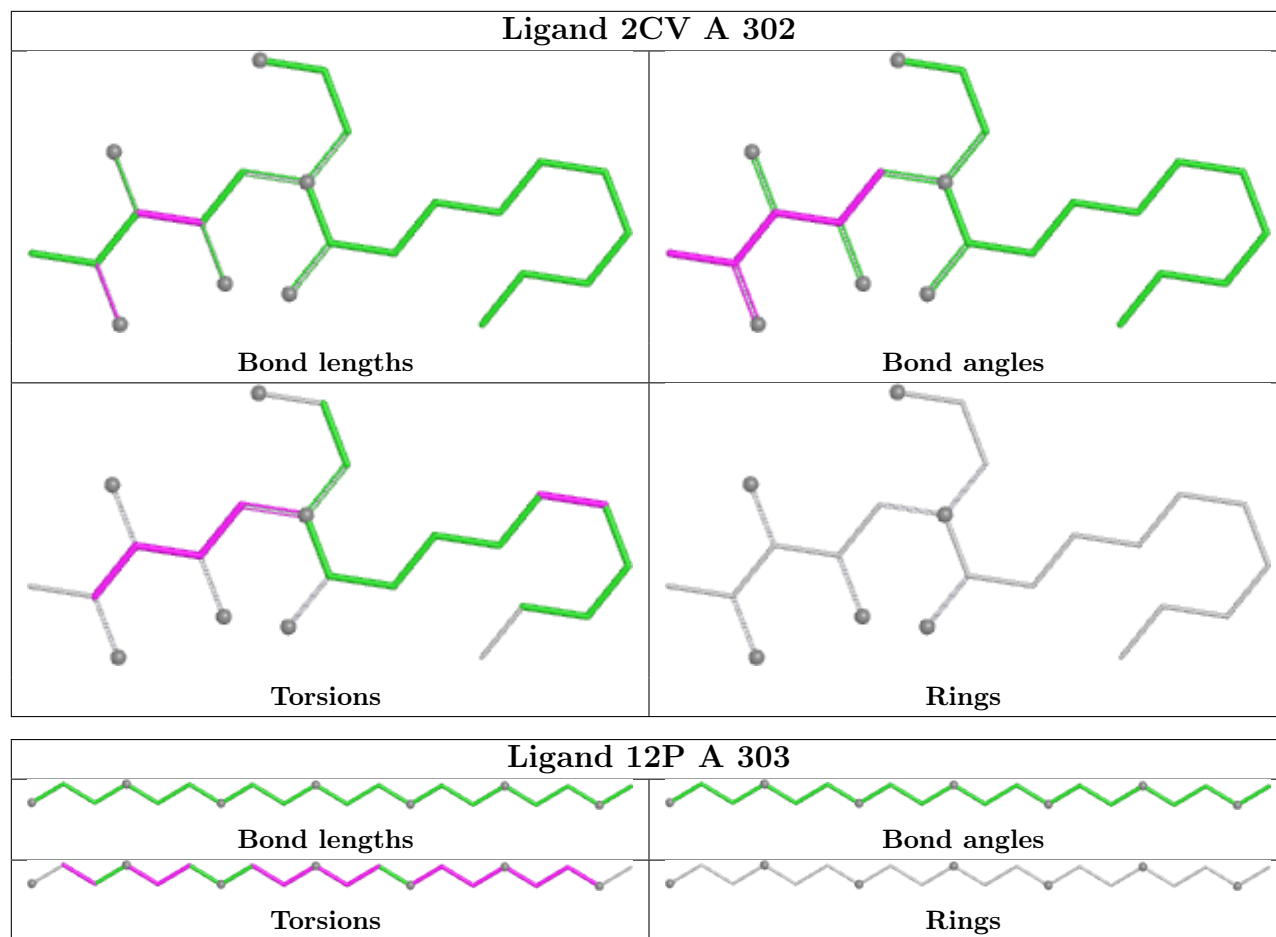 Ligand 2CV A 302
Bond lengths
Bond angles
Torsions
Rings
Ligand 12P A 303
Bond lengths
Bond angles
Torsions
Rings